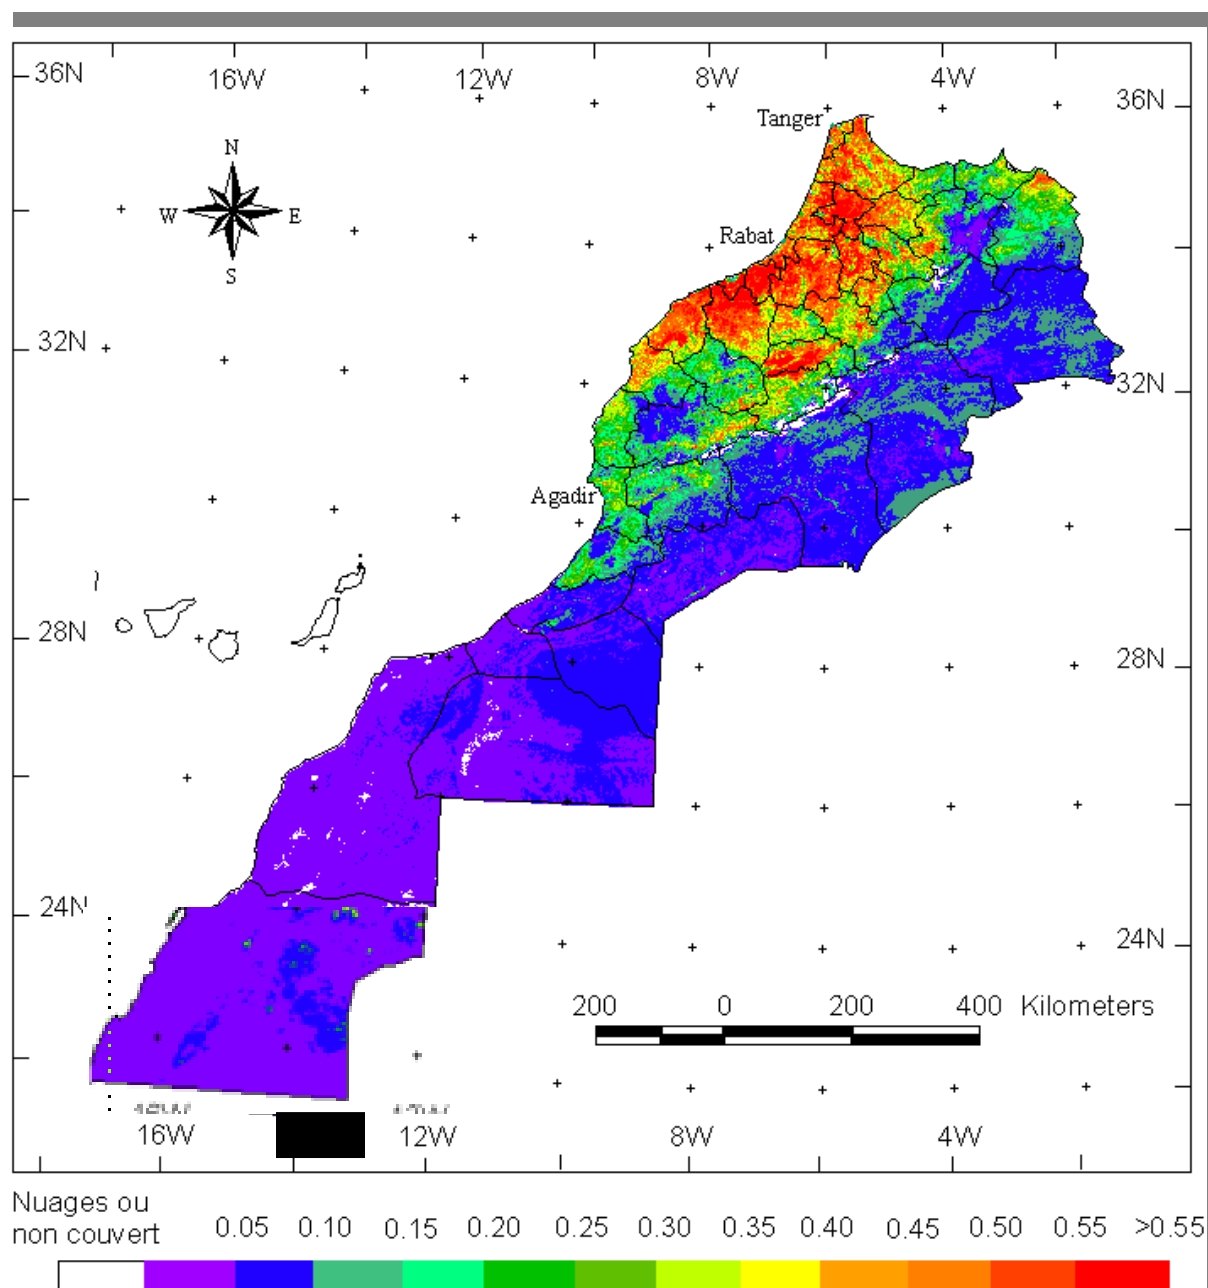 36N 16W 12W 8W 4W 36N
Tanger
N
W E
S
Rabat
32N
32N
Agadir
28N
28N
24N
24N
200 0 200 400 Kilometers
16W 12W 8W 4W
Nuages ou
non couvert 0.05 0.10 0.15 0.20 0.25 0.30 0.35 0.40 0.45 0.50 0.55 >0.55